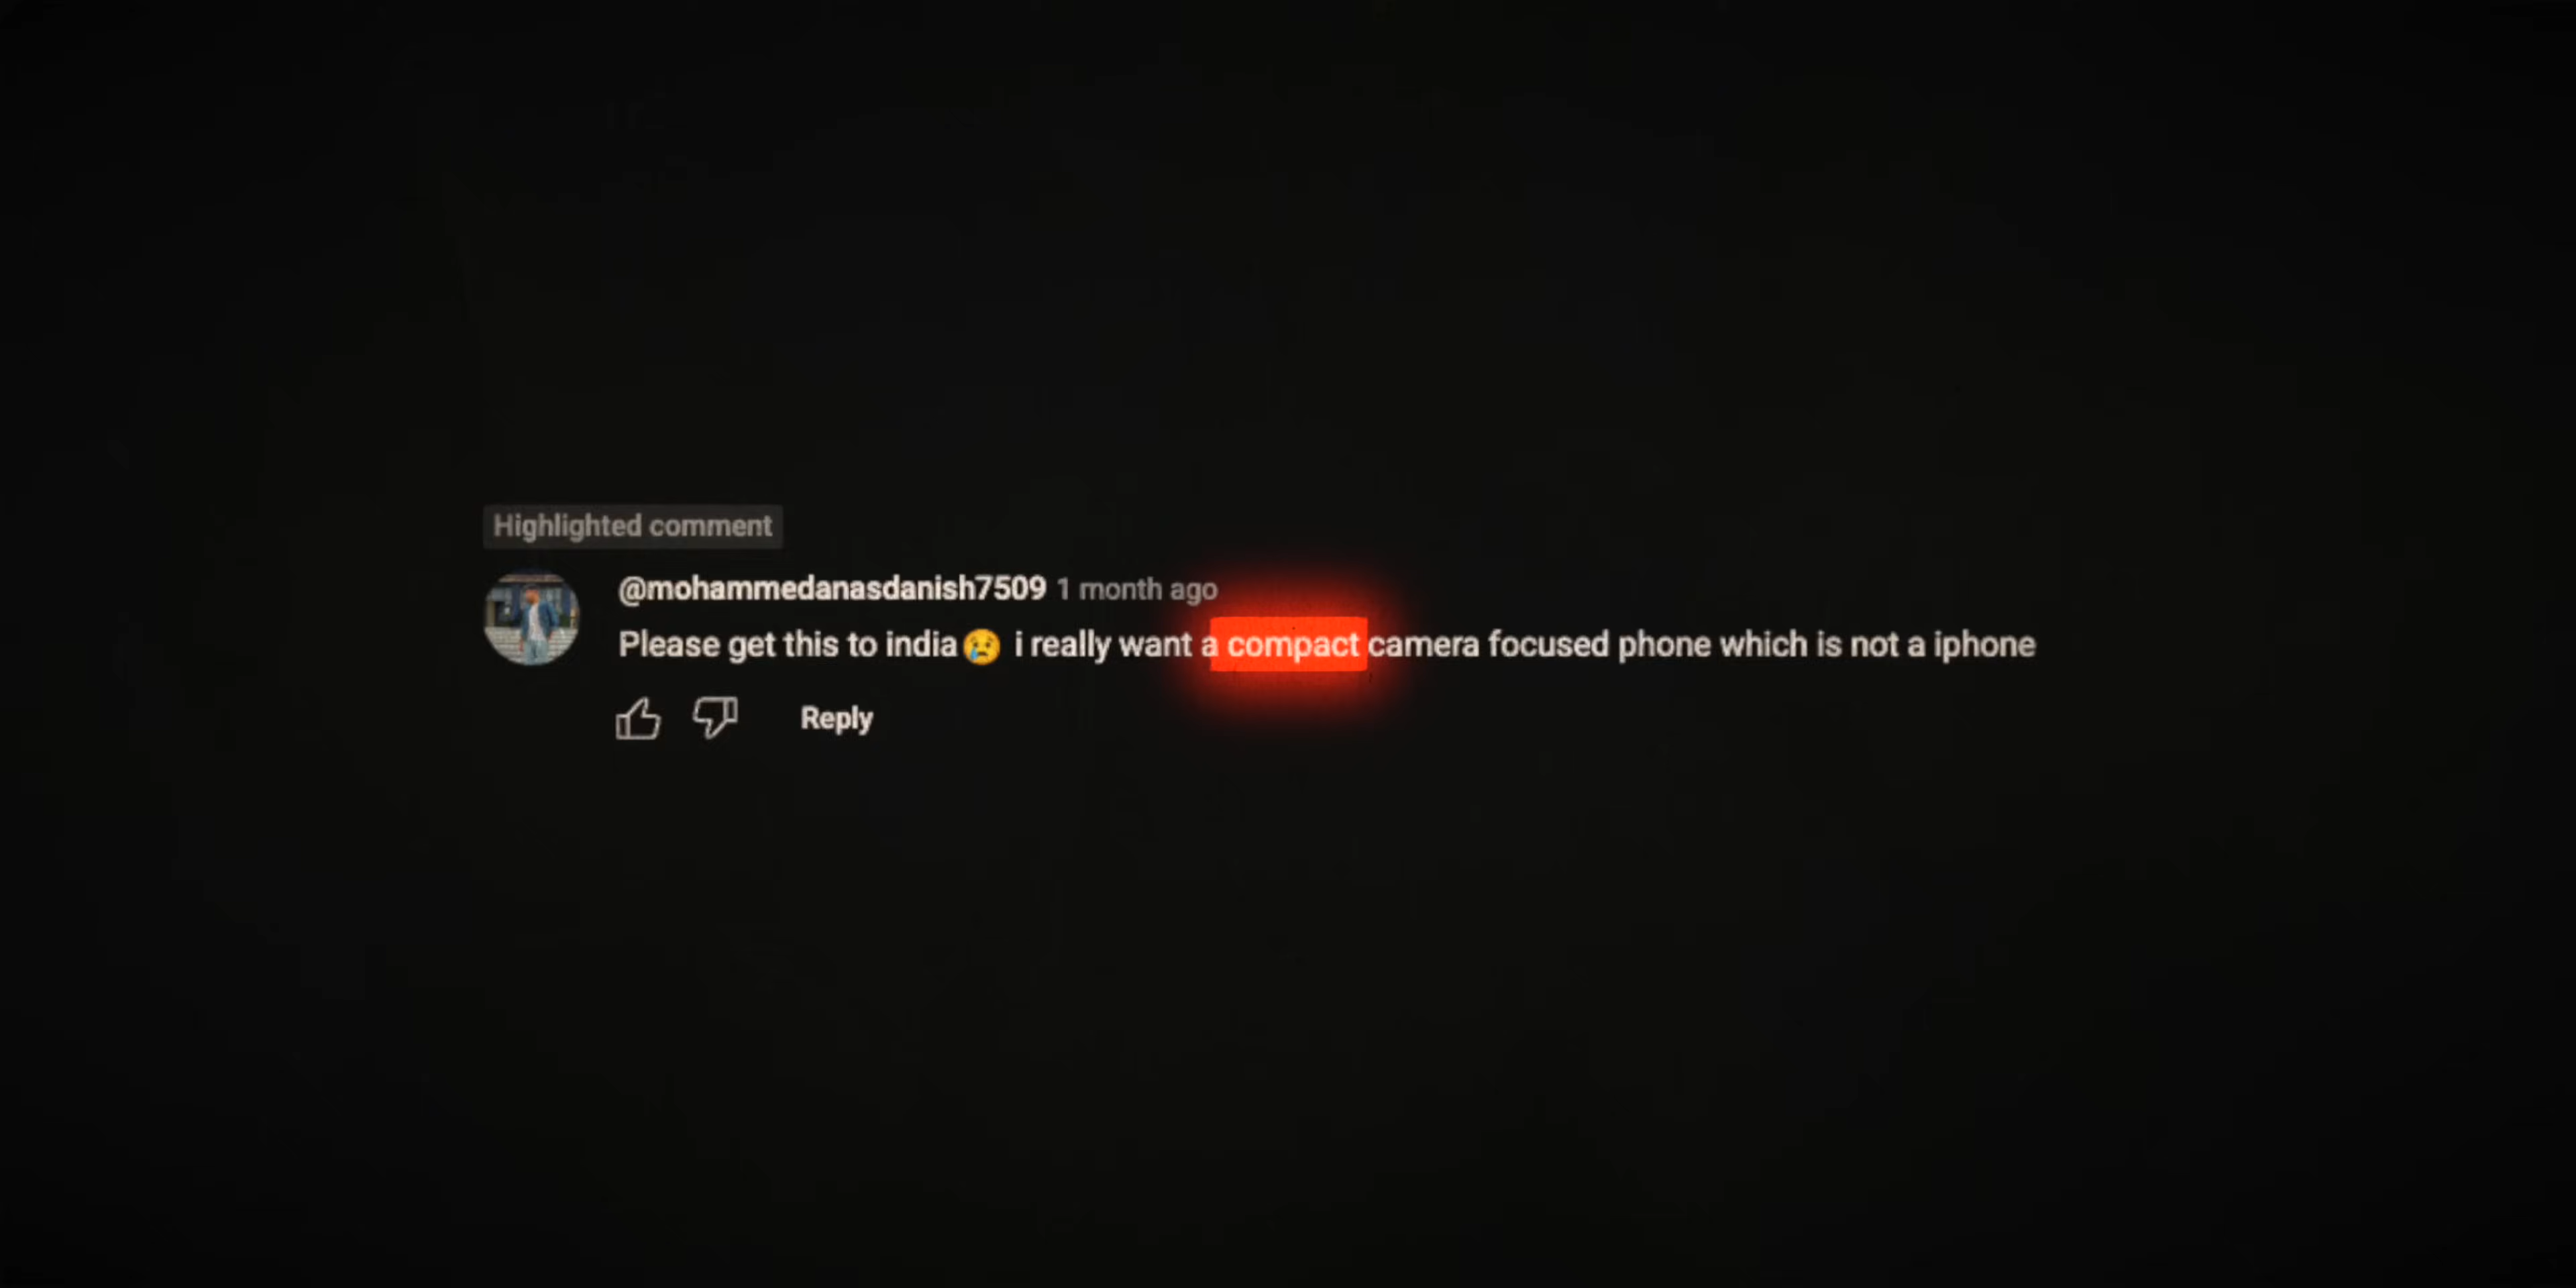 Highlighted comment
@mohammedanasdanish7509 1 month ago
Please get this to india😢 i really want a compact camera focused phone which is not a iphone
Reply